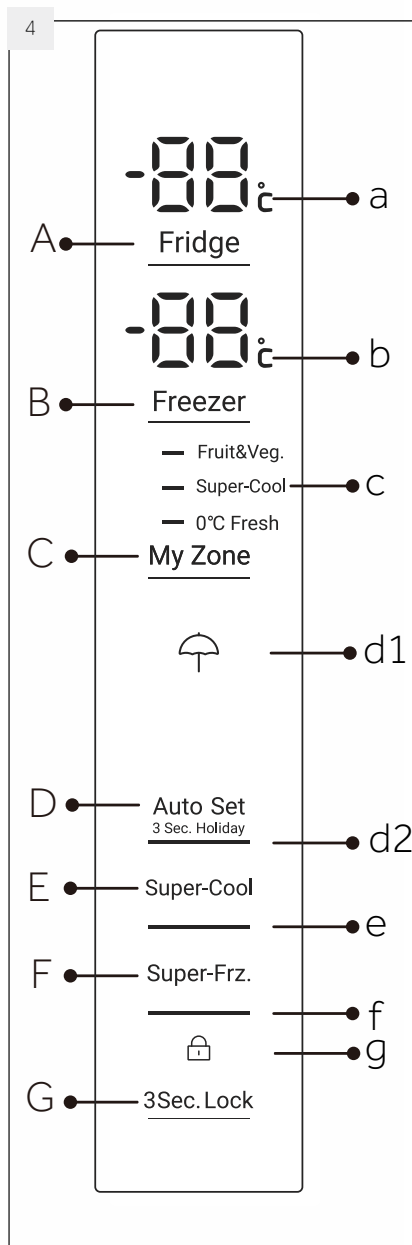 4
-88°c
a
A
Fridge
-88°c
b
B
Freezer
Fruit&Veg.
Super-Cool
c
0°C Fresh
C
My Zone
d1
D
Auto Set
3 Sec. Holiday
d2
E
Super-Cool
e
F
Super-Frz.
f
g
G
3Sec. Lock